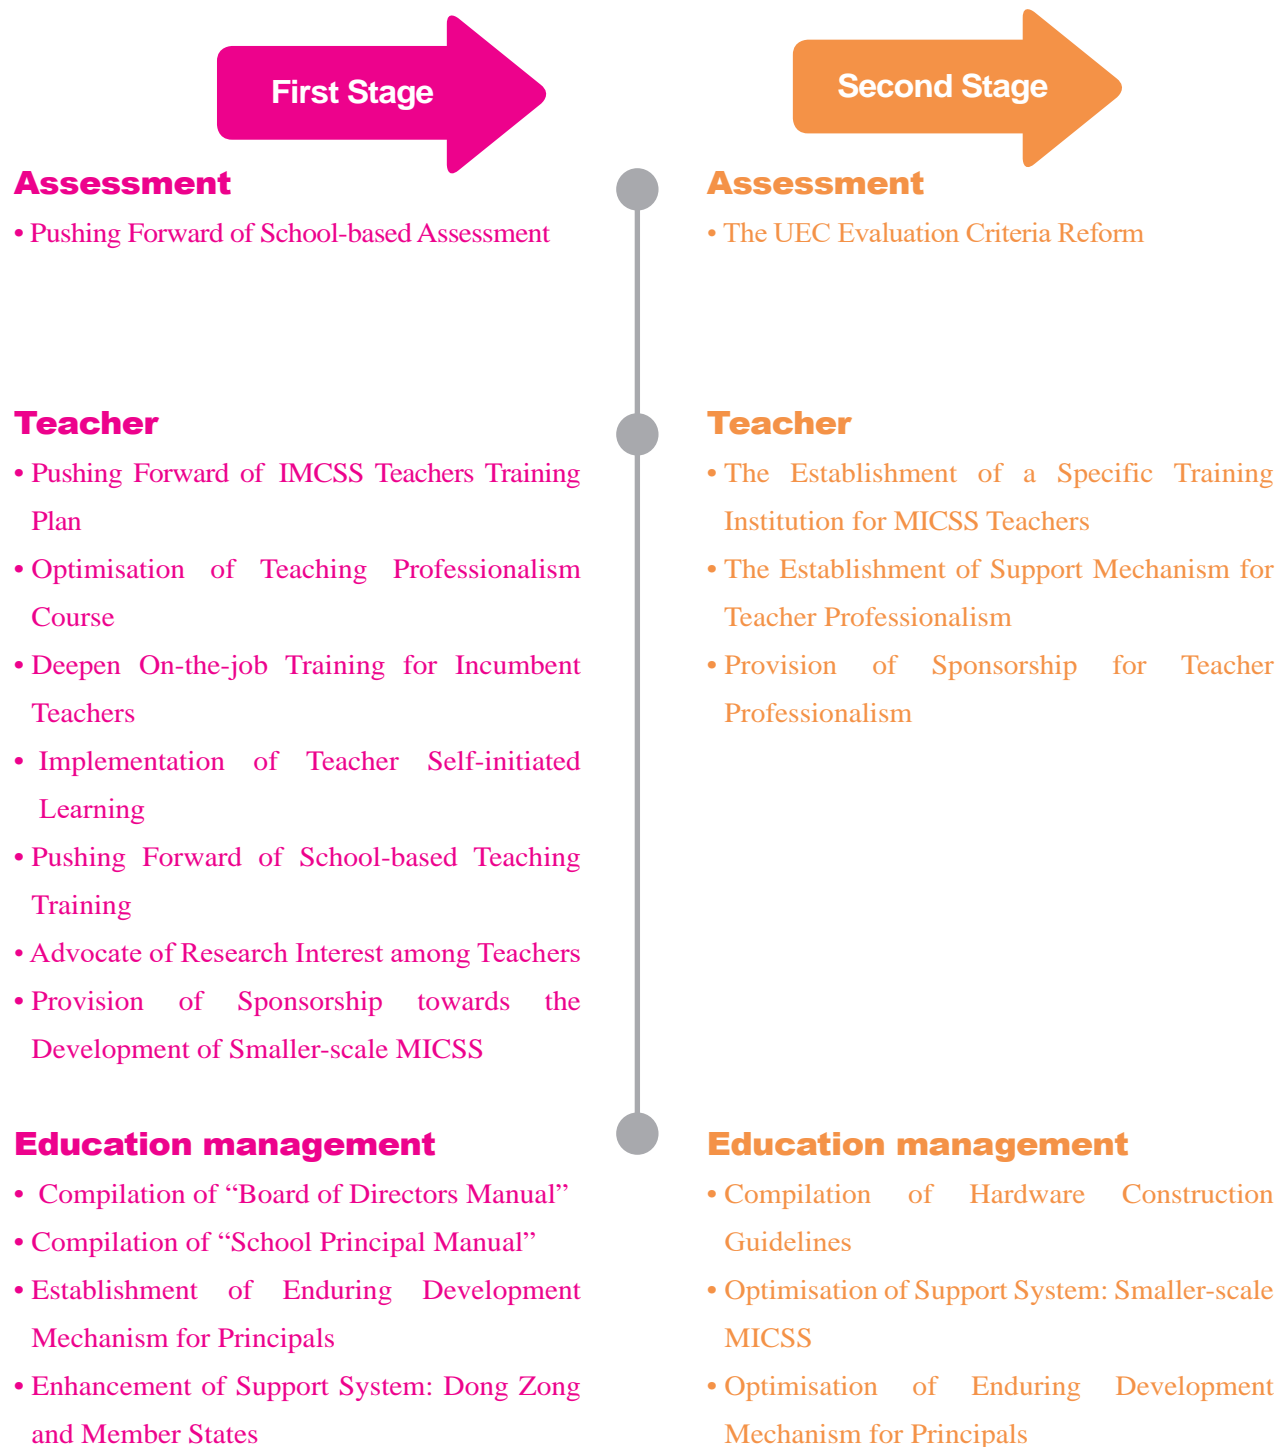 First Stage
Second Stage
Assessment
• Pushing Forward of School-based Assessment
Assessment
• The UEC Evaluation Criteria Reform
Teacher
• Pushing Forward of IMCSS Teachers Training
Plan
• Optimisation of Teaching Professionalism
Course
• Deepen On-the-job Training for Incumbent
Teachers
• Implementation of Teacher Self-initiated
Learning
• Pushing Forward of School-based Teaching
Training
• Advocate of Research Interest among Teachers
• Provision of Sponsorship towards the
Development of Smaller-scale MICSS
Teacher
• The Establishment of a Specific Training
Institution for MICSS Teachers
• The Establishment of Support Mechanism for
Teacher Professionalism
• Provision of Sponsorship for Teacher
Professionalism
Education management
• Compilation of “Board of Directors Manual”
• Compilation of “School Principal Manual”
• Establishment of Enduring Development
Mechanism for Principals
• Enhancement of Support System: Dong Zong
and Member States
Education management
• Compilation of Hardware Construction
Guidelines
• Optimisation of Support System: Smaller-scale
MICSS
• Optimisation of Enduring Development
Mechanism for Principals